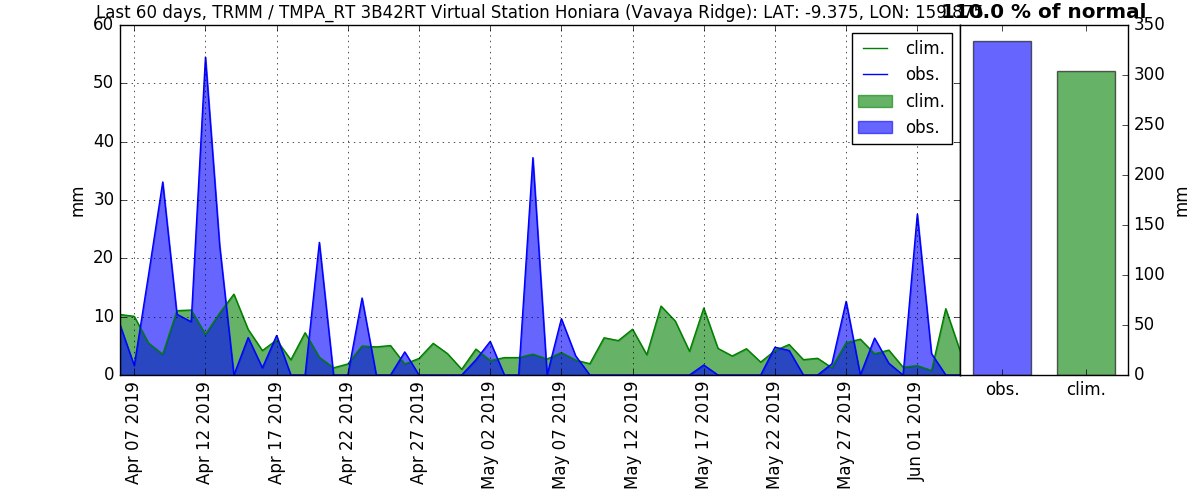 Last 60 days, TRMM / TMPA_RT 3B42RT Virtual Station Honiara (Vavaya Ridge): LAT: -9.375, LON: 159.875
110.0 % of normal
60
50
40
30
20
10
0
mm
clim.
obs.
clim.
obs.
350
300
250
200
150
100
50
0
mm
Apr 07 2019
Apr 12 2019
Apr 17 2019
Apr 22 2019
Apr 27 2019
May 02 2019
May 07 2019
May 12 2019
May 17 2019
May 22 2019
May 27 2019
Jun 01 2019
obs.
clim.